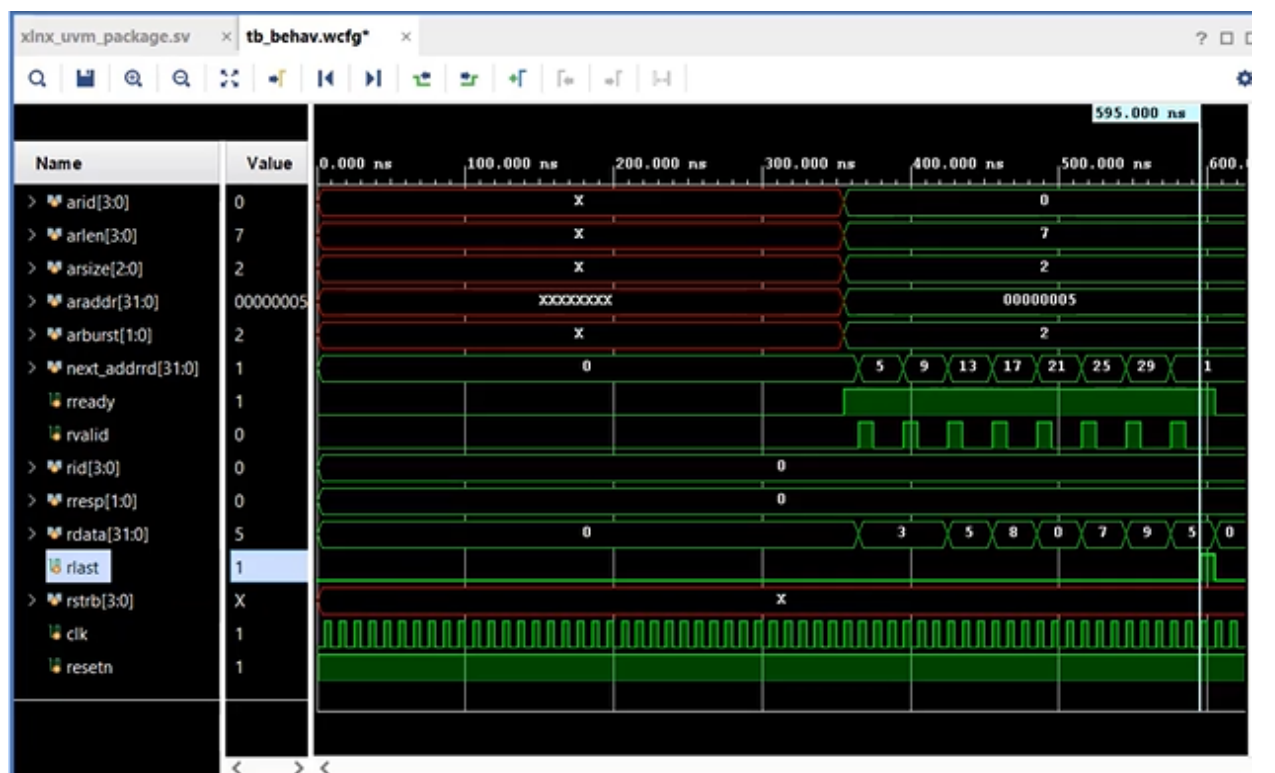 xlnx_uvm_package.sv × tb_behav.wcfg* ×
595.000 ns
Name Value 0.000 ns 100.000 ns 200.000 ns 300.000 ns 400.000 ns 500.000 ns 600.
arid[3:0] 0 X 0
arlen[3:0] 7 X 7
arsize[2:0] 2 X 2
araddr[31:0] 00000005 XXXXXXXX 00000005
arburst[1:0] 2 X 2
next_addrrd[31:0] 1 0 5 9 13 17 21 25 29 1
rready 1
rvalid 0
rid[3:0] 0 0
rresp[1:0] 0 0
rdata[31:0] 5 0 3 5 8 0 7 9 5 0
rlast 1
rstrb[3:0] X X
clk 1
resetn 1